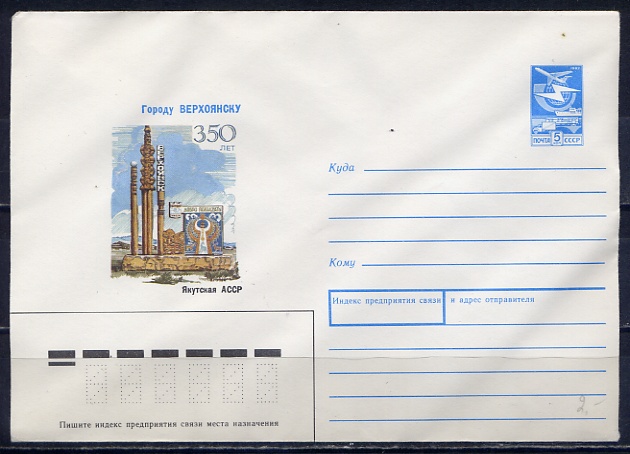 Городу ВЕРХОЯНСКУ
350
ЛЕТ
Якутская АССР
ПОЧТА 5 СССР
Куда
Кому
Индекс предприятия связи и адрес отправителя
Пишите индекс предприятия связи места назначения
2,-